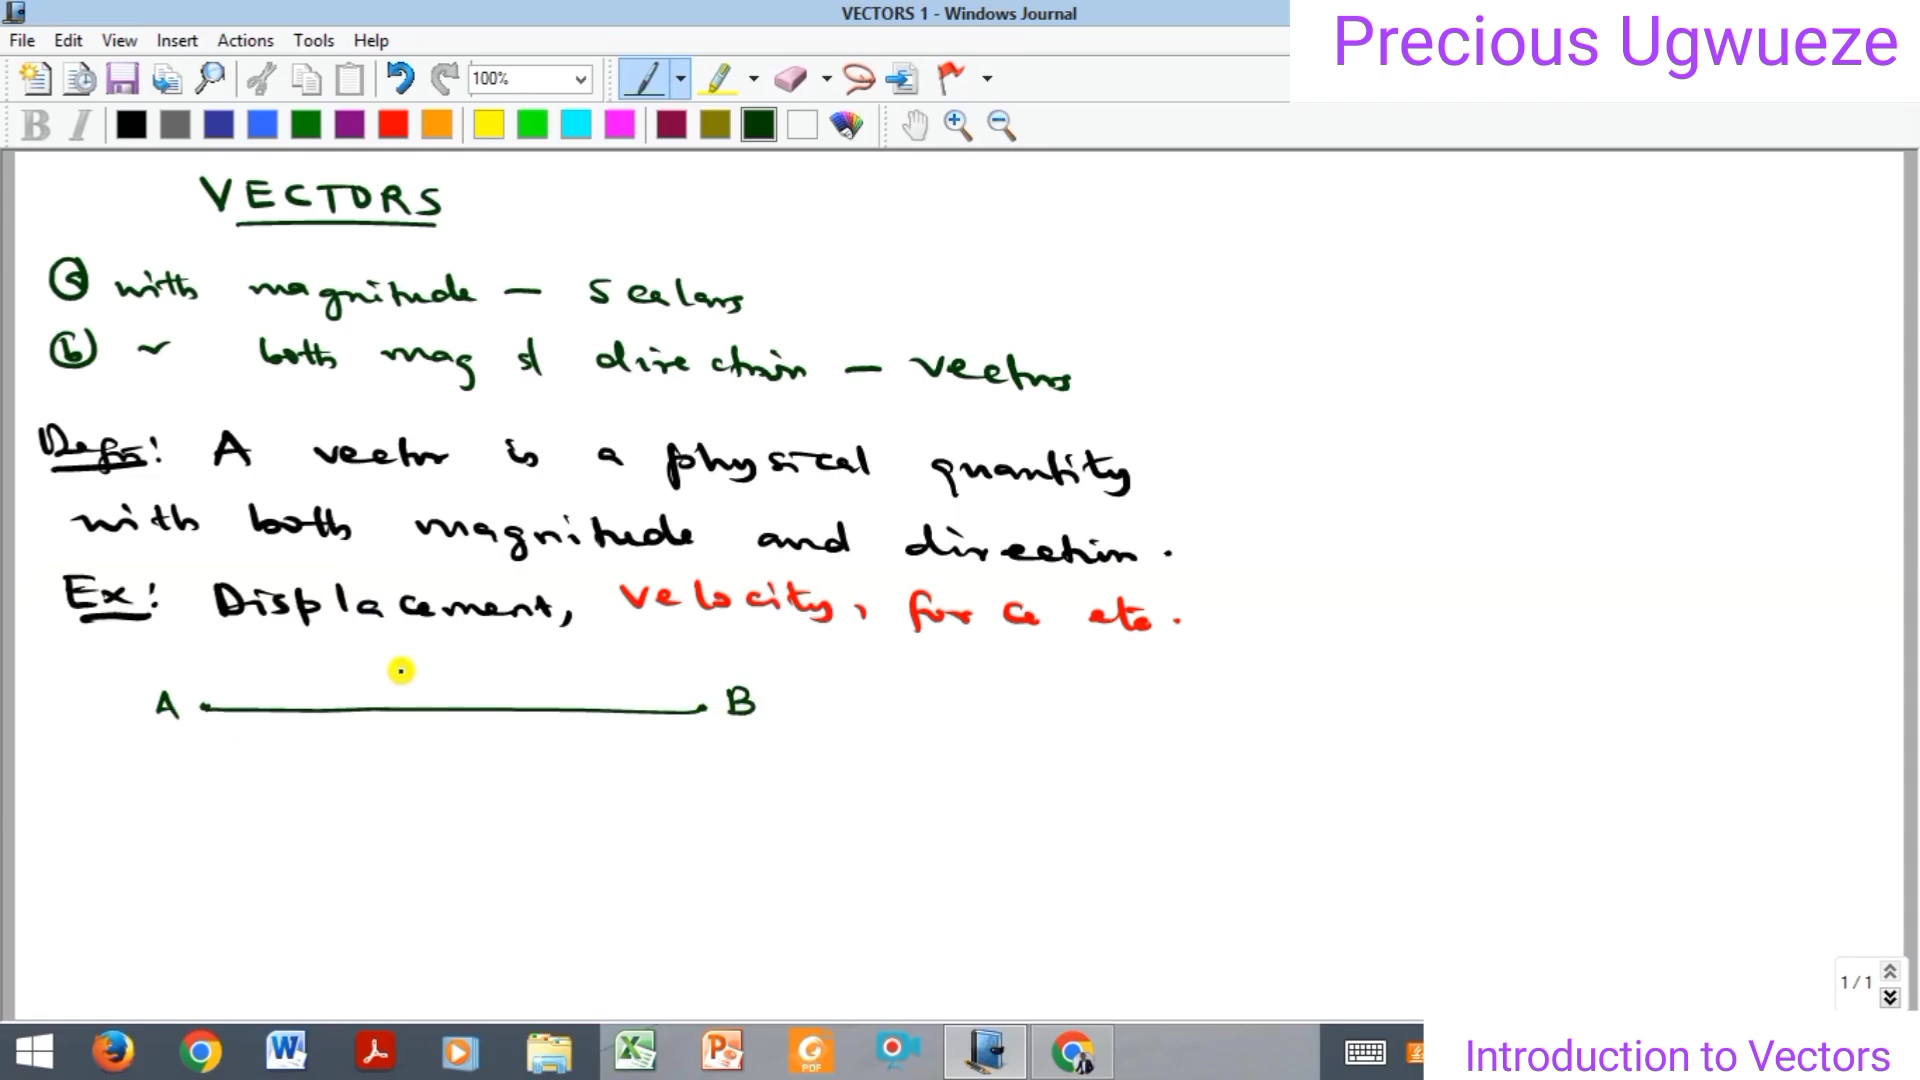 VECTORS 1 - Windows Journal
Precious Ugwueze
File Edit View Insert Actions Tools Help
100%
B I
VECTORS
ⓐ with magnitude - scalars
ⓑ ~ both mag & direction - vectors
Defn: A vector is a physical quantity
with both magnitude and direction.
Ex: Displacement, velocity, force etc.
A B
1 / 1
Introduction to Vectors